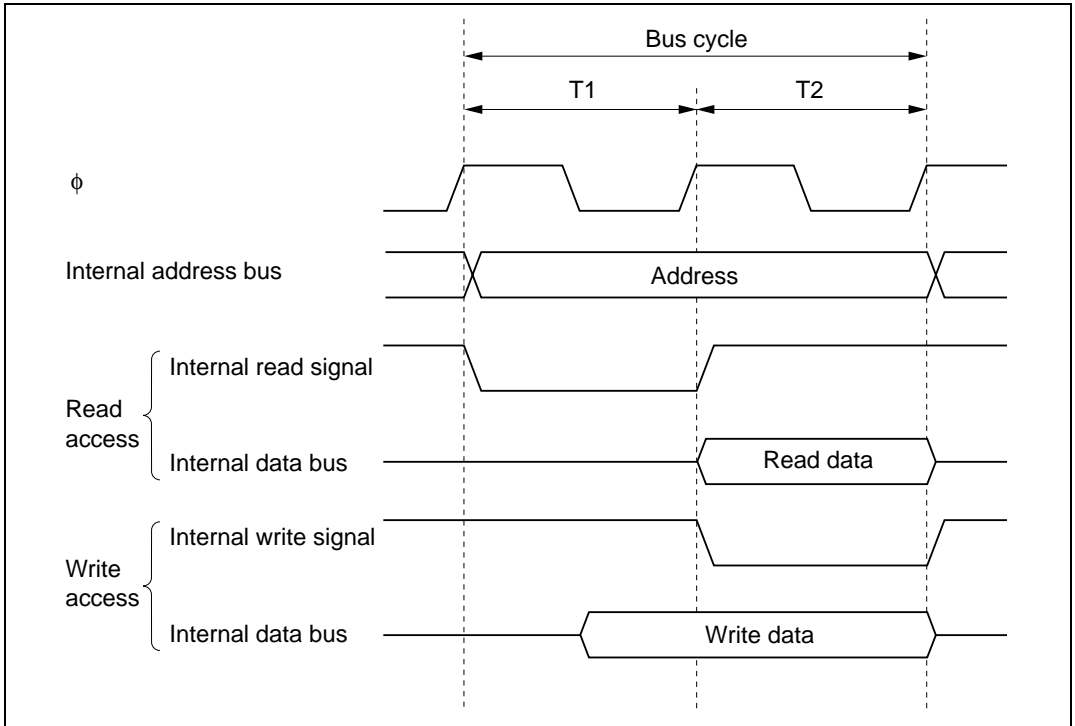 Bus cycle
T1
T2
ϕ
Internal address bus
Address
Internal read signal
Read
access
Internal data bus
Read data
Internal write signal
Write
access
Internal data bus
Write data